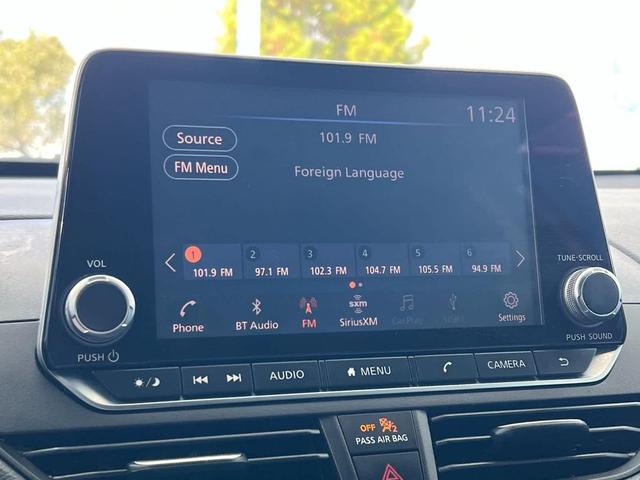 FM
11:24
Source
101.9 FM
FM Menu
Foreign Language
1 2 3 4 5 6
101.9 FM 97.1 FM 102.3 FM 104.7 FM 105.5 FM 94.9 FM
sxm
Phone BT Audio FM SiriusXM CarPlay USB1 Settings
VOL
PUSH
TUNE-SCROLL
PUSH SOUND
AUDIO MENU CAMERA
OFF 2
PASS AIR BAG